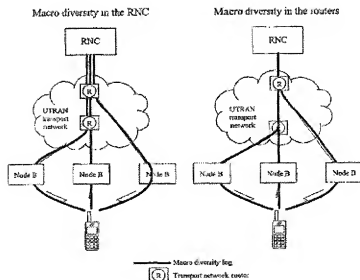 Macro diversity in the RNC
Macro diversity in the routers
RNC
RNC
R
R
UTRAN
transport
network
UTRAN
transport
network
R
R
Node B
Node B
Node B
Node B
Node B
Node B
Macro diversity leg
R Transport network router